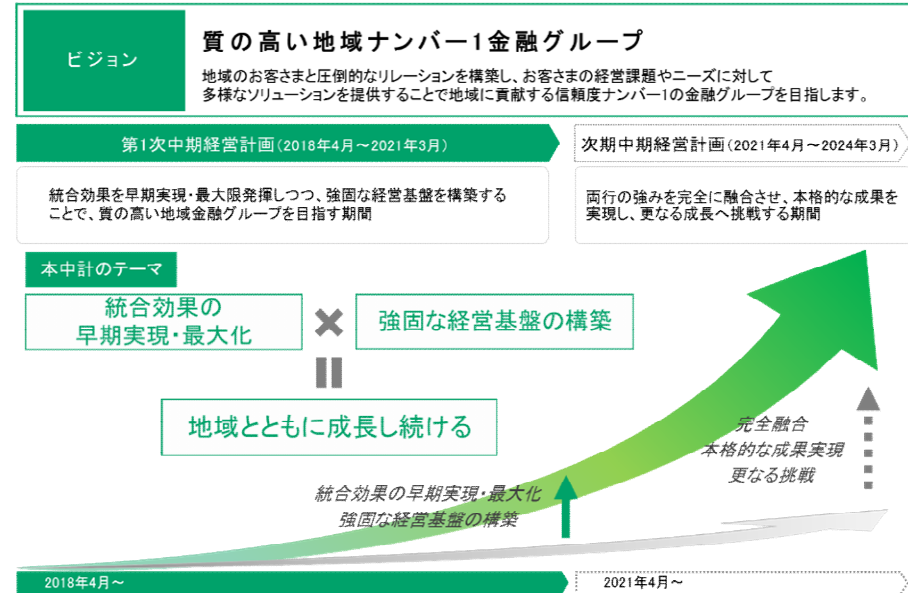 ビジョン
質の高い地域ナンバー1金融グループ
地域のお客さまと圧倒的なリレーションを構築し、お客さまの経営課題やニーズに対して
多様なソリューションを提供することで地域に貢献する信頼度ナンバー1の金融グループを目指します。
第1次中期経営計画(2018年4月～2021年3月)
次期中期経営計画(2021年4月～2024年3月)
統合効果を早期実現・最大限発揮しつつ、強固な経営基盤を構築する
ことで、質の高い地域金融グループを目指す期間
両行の強みを完全に融合させ、本格的な成果を
実現し、更なる成長へ挑戦する期間
本中計のテーマ
統合効果の
早期実現・最大化
×
強固な経営基盤の構築
地域とともに成長し続ける
完全融合
本格的な成果実現
更なる挑戦
統合効果の早期実現・最大化
強固な経営基盤の構築
2018年4月～
2021年4月～